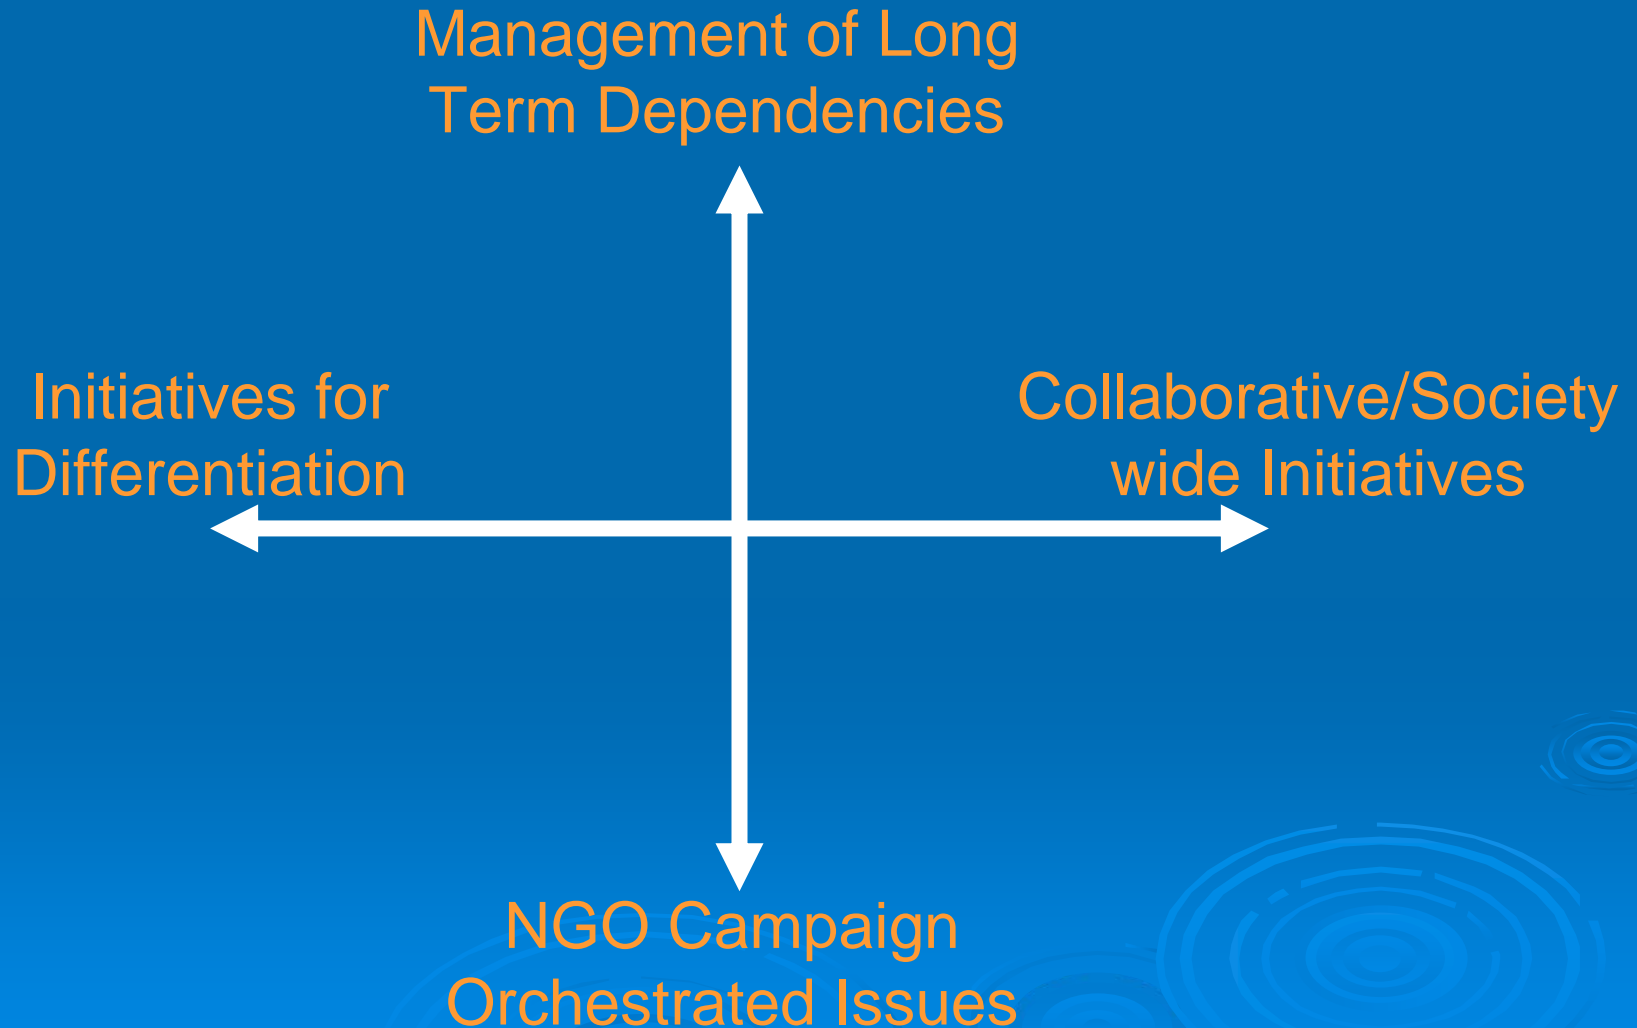 Management of Long
Term Dependencies
Initiatives for
Differentiation
Collaborative/Society
wide Initiatives
NGO Campaign
Orchestrated Issues